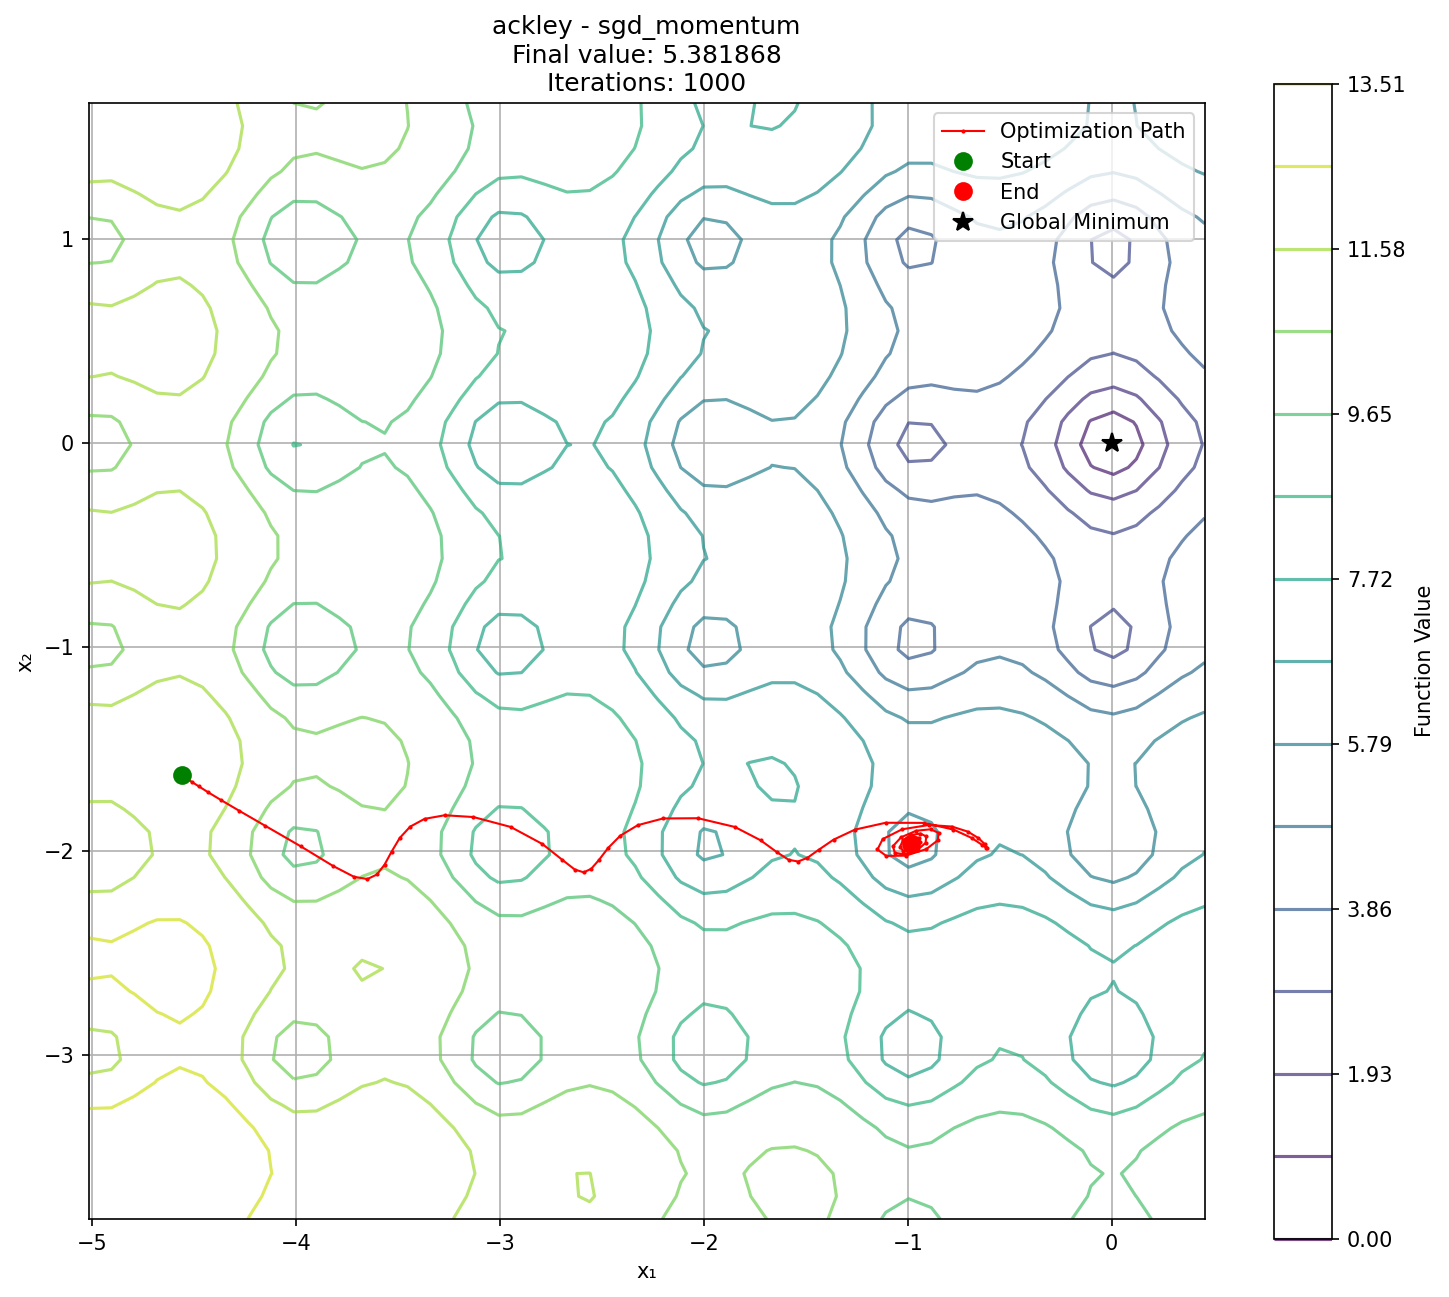 ackley - sgd_momentum
Final value: 5.381868
Iterations: 1000
Optimization Path
Start
End
Global Minimum
1
0
−1
−2
−3
x₂
−5
−4
−3
−2
−1
0
x₁
13.51
11.58
9.65
7.72
5.79
3.86
1.93
0.00
Function Value